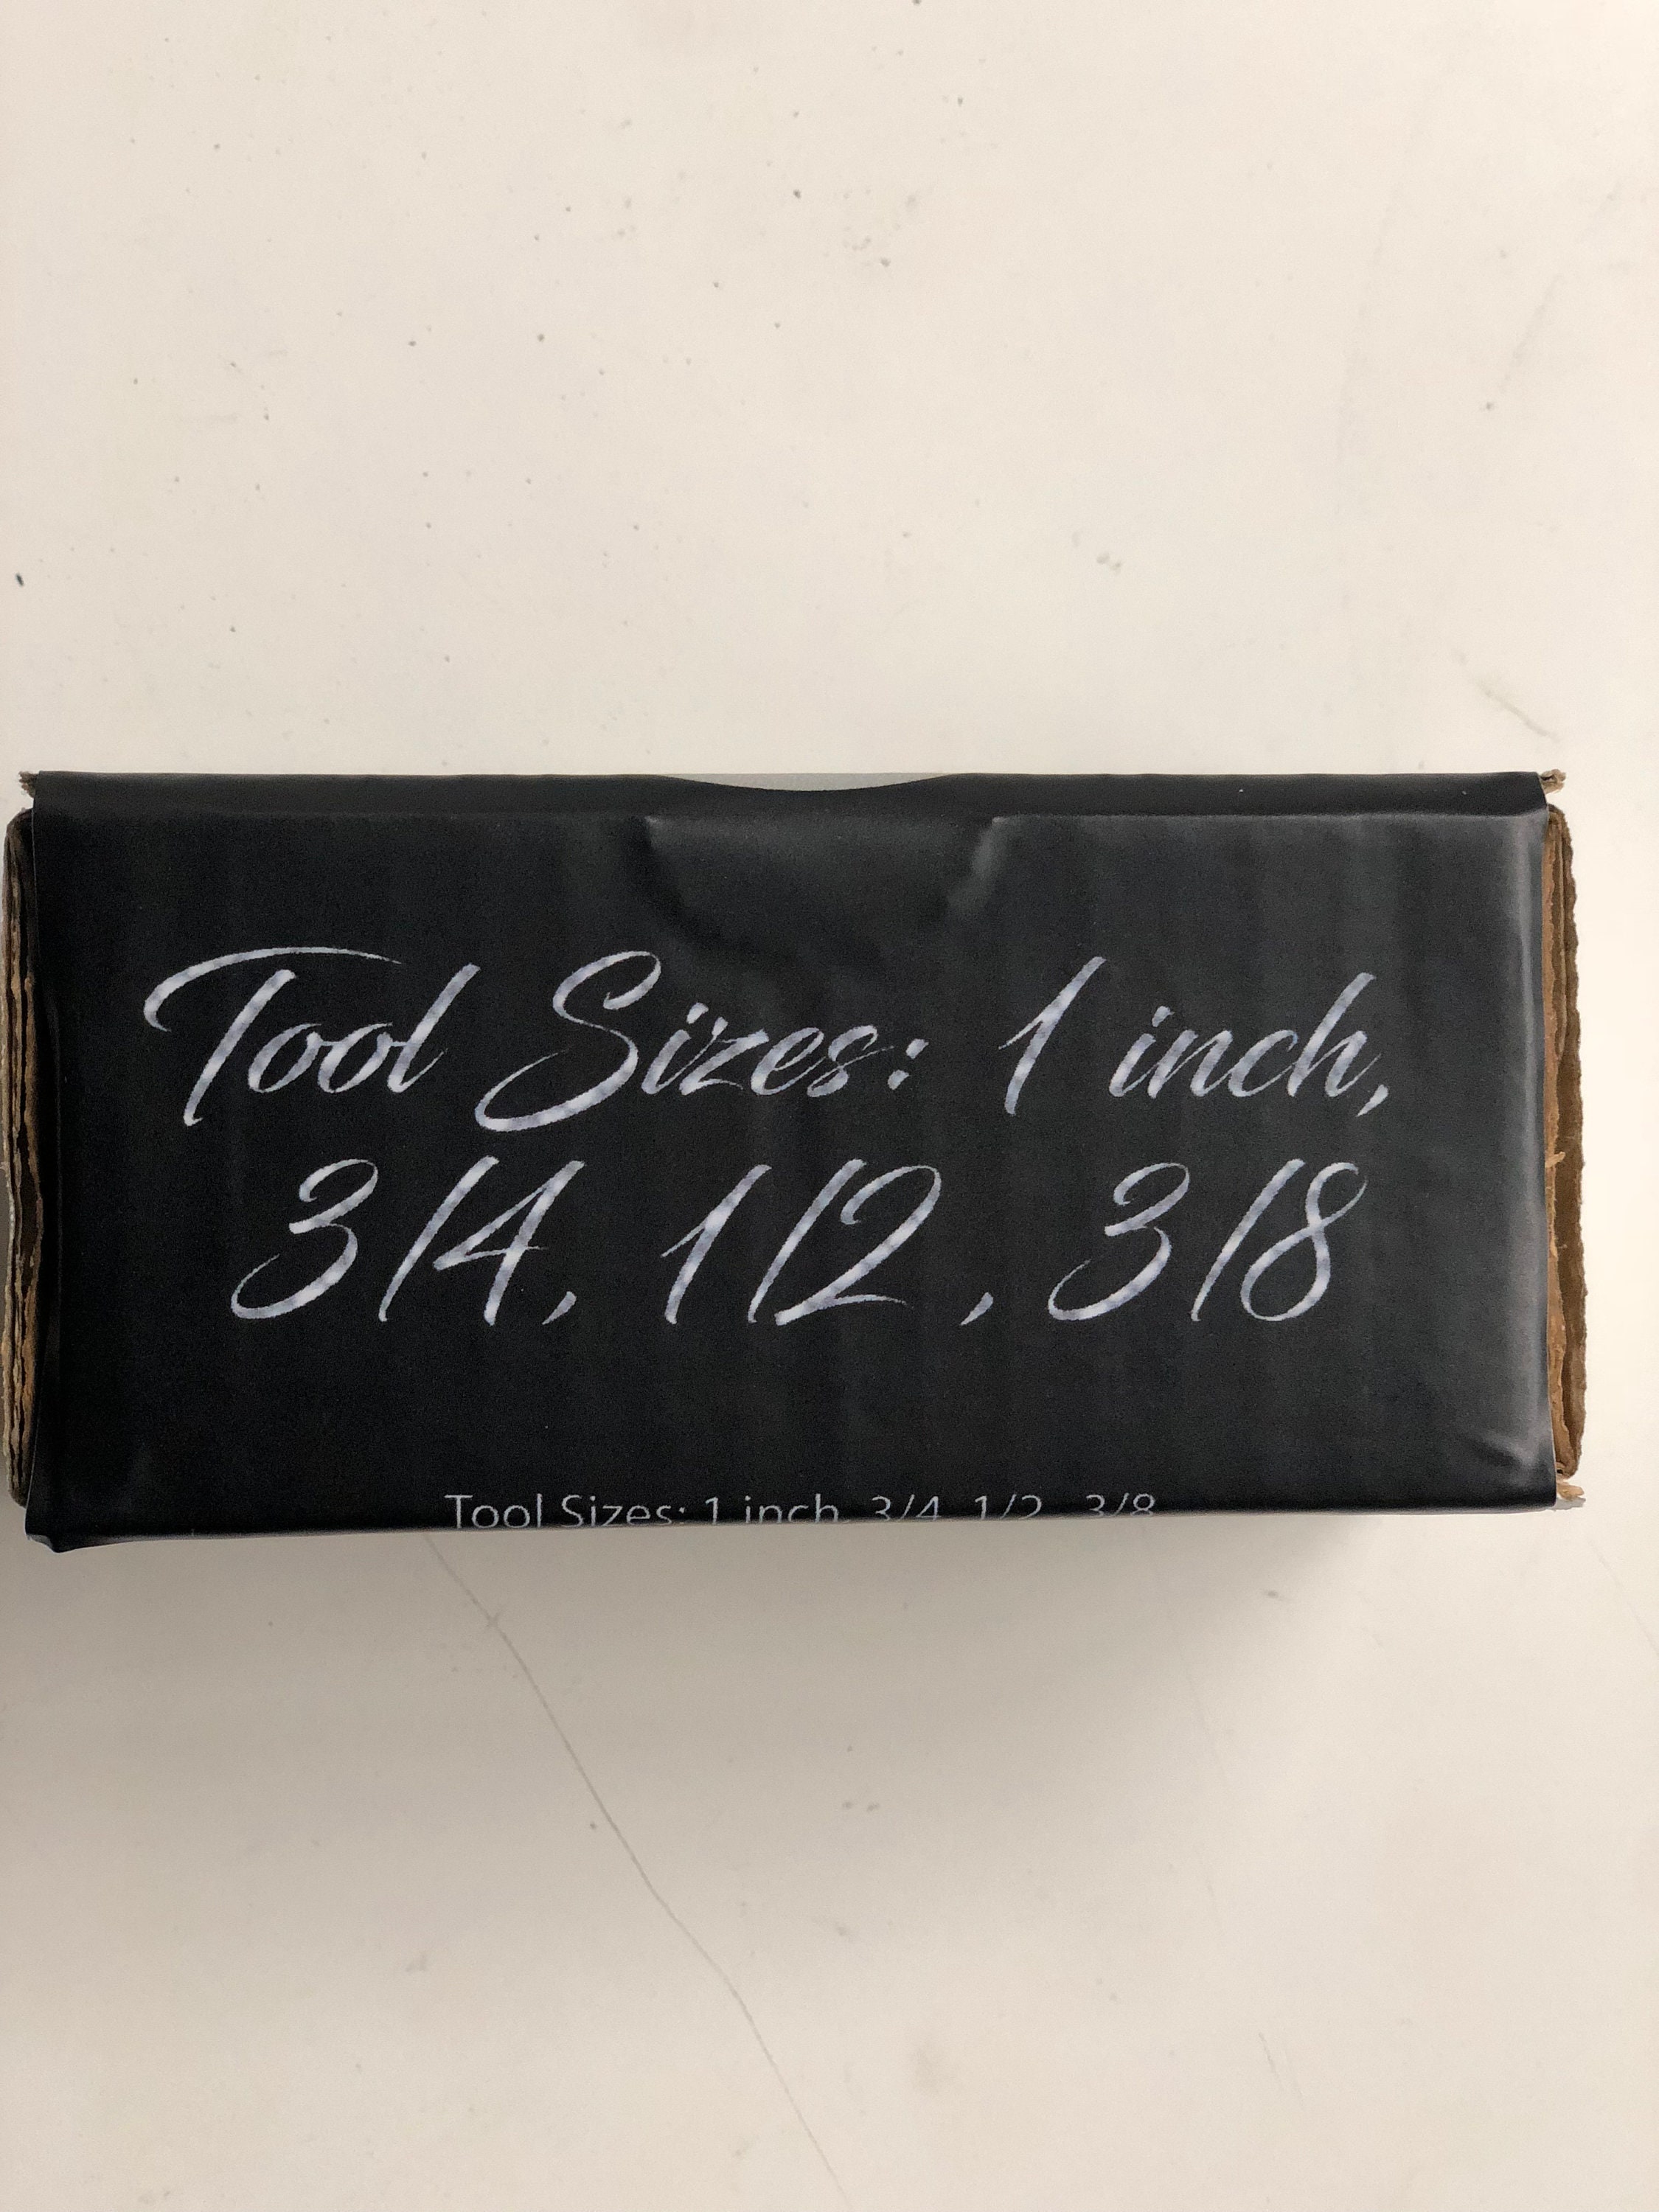 Tool Sizes: 1 inch,
3/4, 1/2 , 3/8
Tool Sizes: 1 inch, 3/4, 1/2 , 3/8